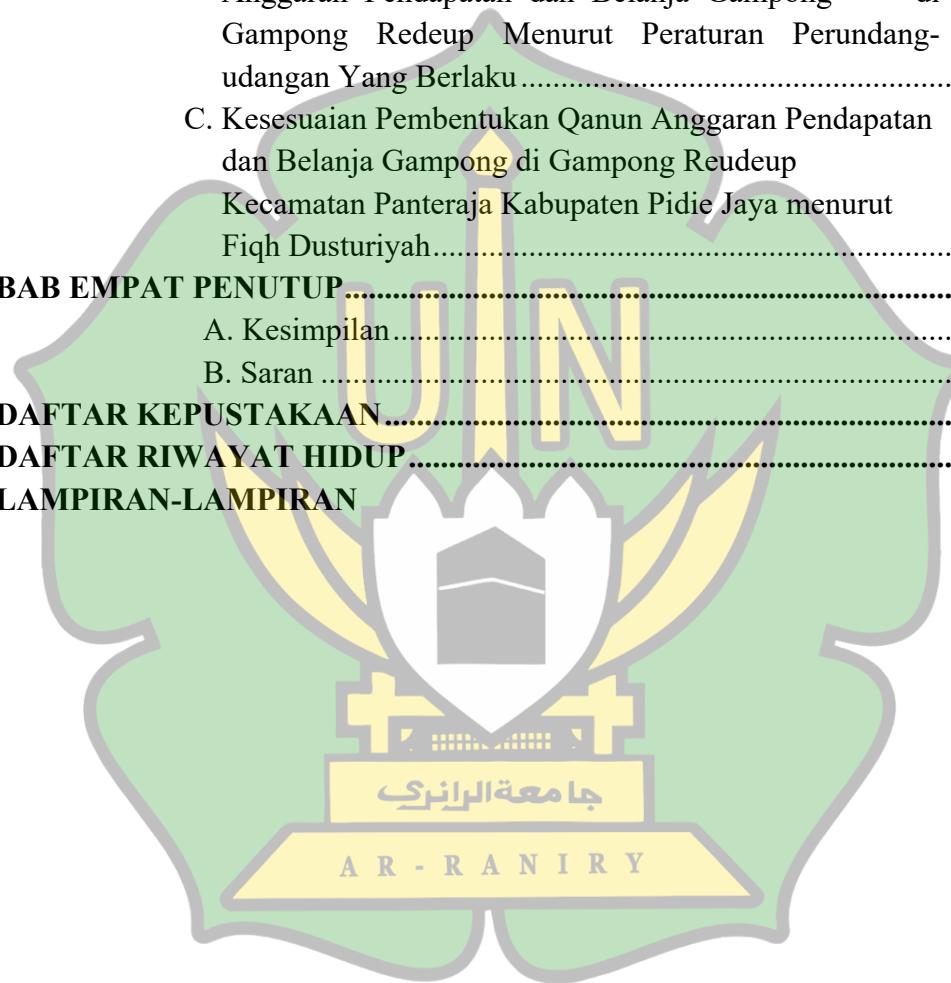 Anggaran Pendapatan dan Belanja Gampong di
Gampong Redeup Menurut Peraturan Perundang-
udangan Yang Berlaku
C. Kesesuaian Pembentukan Qanun Anggaran Pendapatan
dan Belanja Gampong di Gampong Reudeup
Kecamatan Panteraja Kabupaten Pidie Jaya menurut
Fiqh Dusturiyah
BAB EMPAT PENUTUP
A. Kesimpilan
B. Saran
DAFTAR KEPUSTAKAAN
DAFTAR RIWAYAT HIDUP
LAMPIRAN-LAMPIRAN
UIN
جامعةالرانري
AR-RANIRY